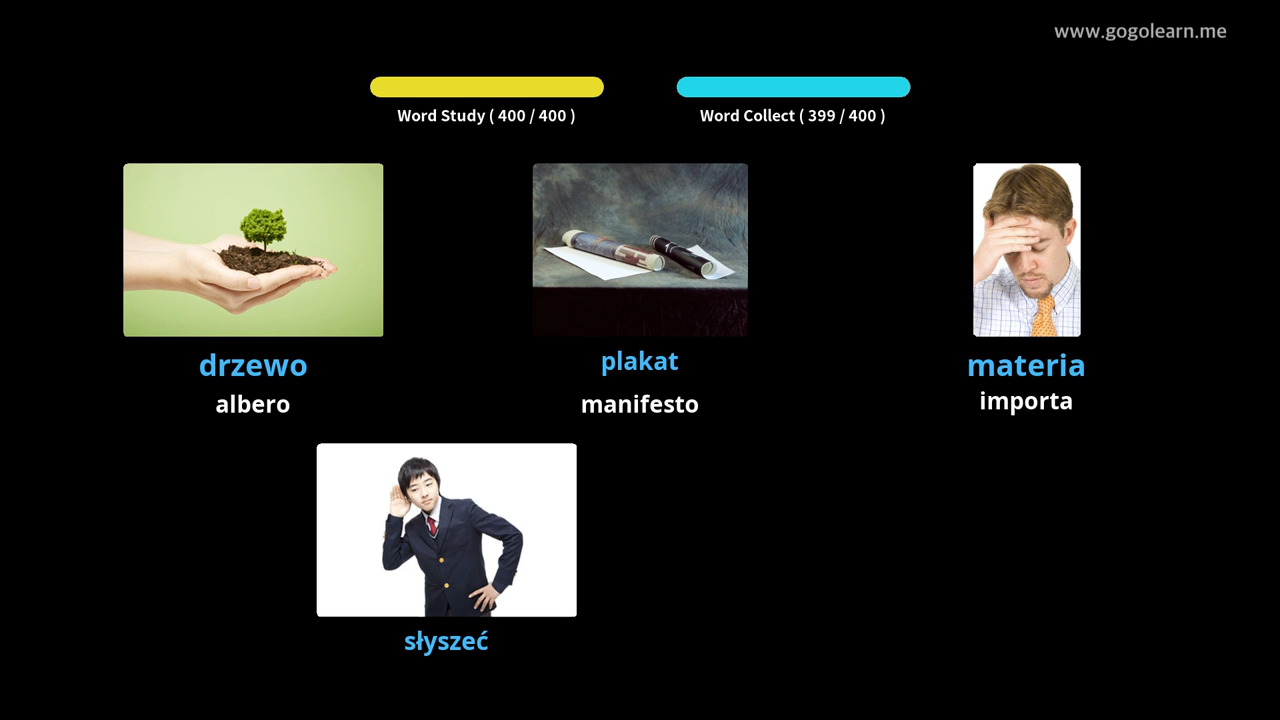 www.gogolearn.me
Word Study ( 400 / 400 )
Word Collect ( 399 / 400 )
drzewo
albero
plakat
manifesto
materia
importa
słyszeć